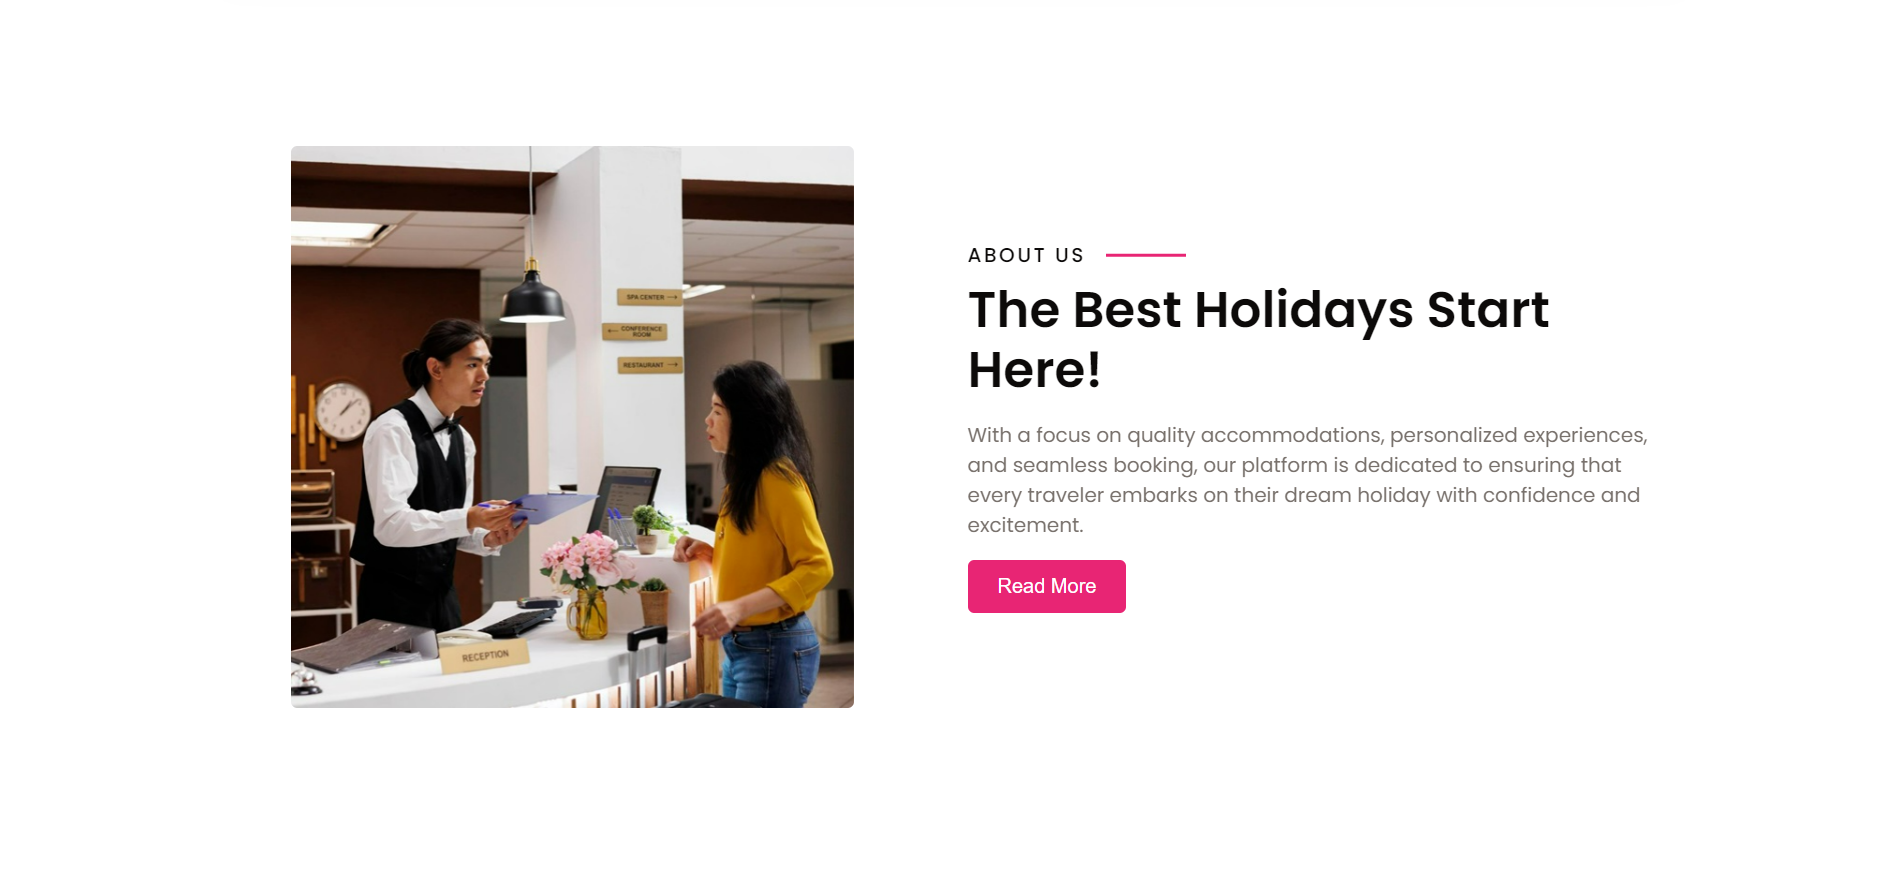 SPA CENTER →
← CONFERENCE
ROOM
RESTAURANT →
RECEPTION
ABOUT US
The Best Holidays Start
Here!
With a focus on quality accommodations, personalized experiences,
and seamless booking, our platform is dedicated to ensuring that
every traveler embarks on their dream holiday with confidence and
excitement.
Read More